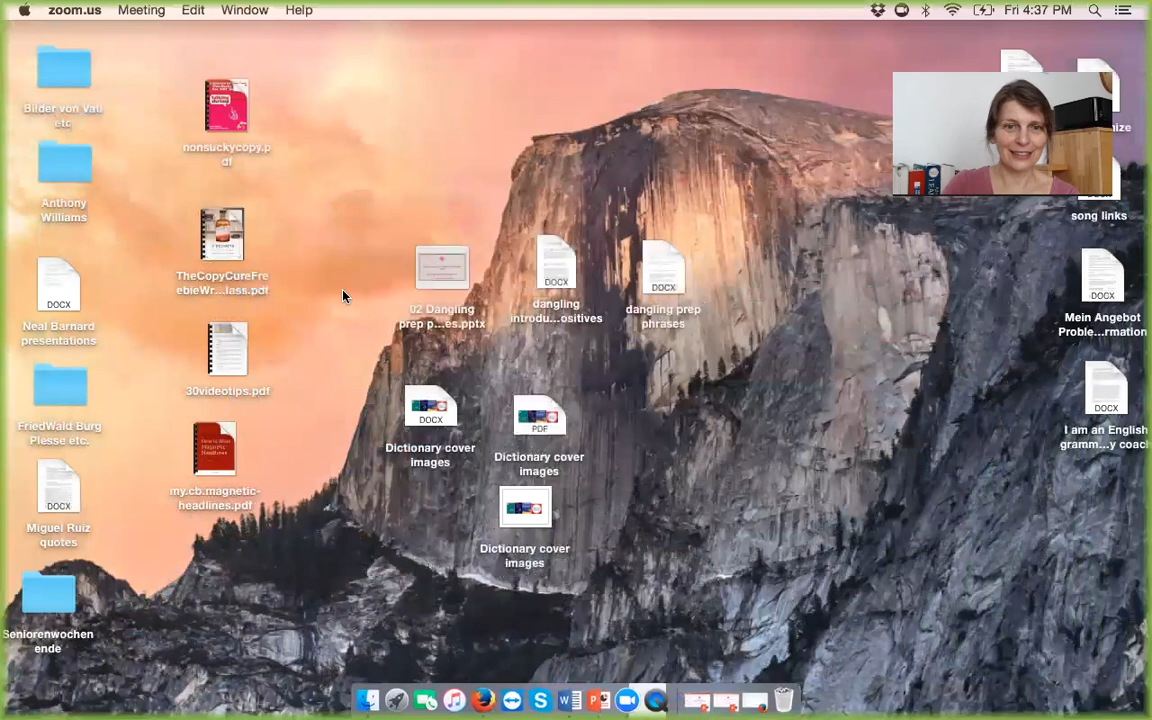 zoom.us Meeting Edit Window Help Fri 4:37 PM
Bilder von Vati
etc
nonsuckycopy.p
df
Anthony
Williams
TheCopyCureFre
ebieWr...lass.pdf
DOCX
Neal Barnard
presentations
30videotips.pdf
FriedWald Burg
Plesse etc.
my.cb.magnetic-
headlines.pdf
DOCX
Miguel Ruiz
quotes
Seniorenwochen
ende
02 Dangling
prep p...es.pptx
DOCX
dangling
introdu...ositives
DOCX
dangling prep
phrases
DOCX
Dictionary cover
images
PDF
Dictionary cover
images
Dictionary cover
images
ize
song links
DOCX
Mein Angebot
Proble...rmation
DOCX
I am an English
gramm...y coac